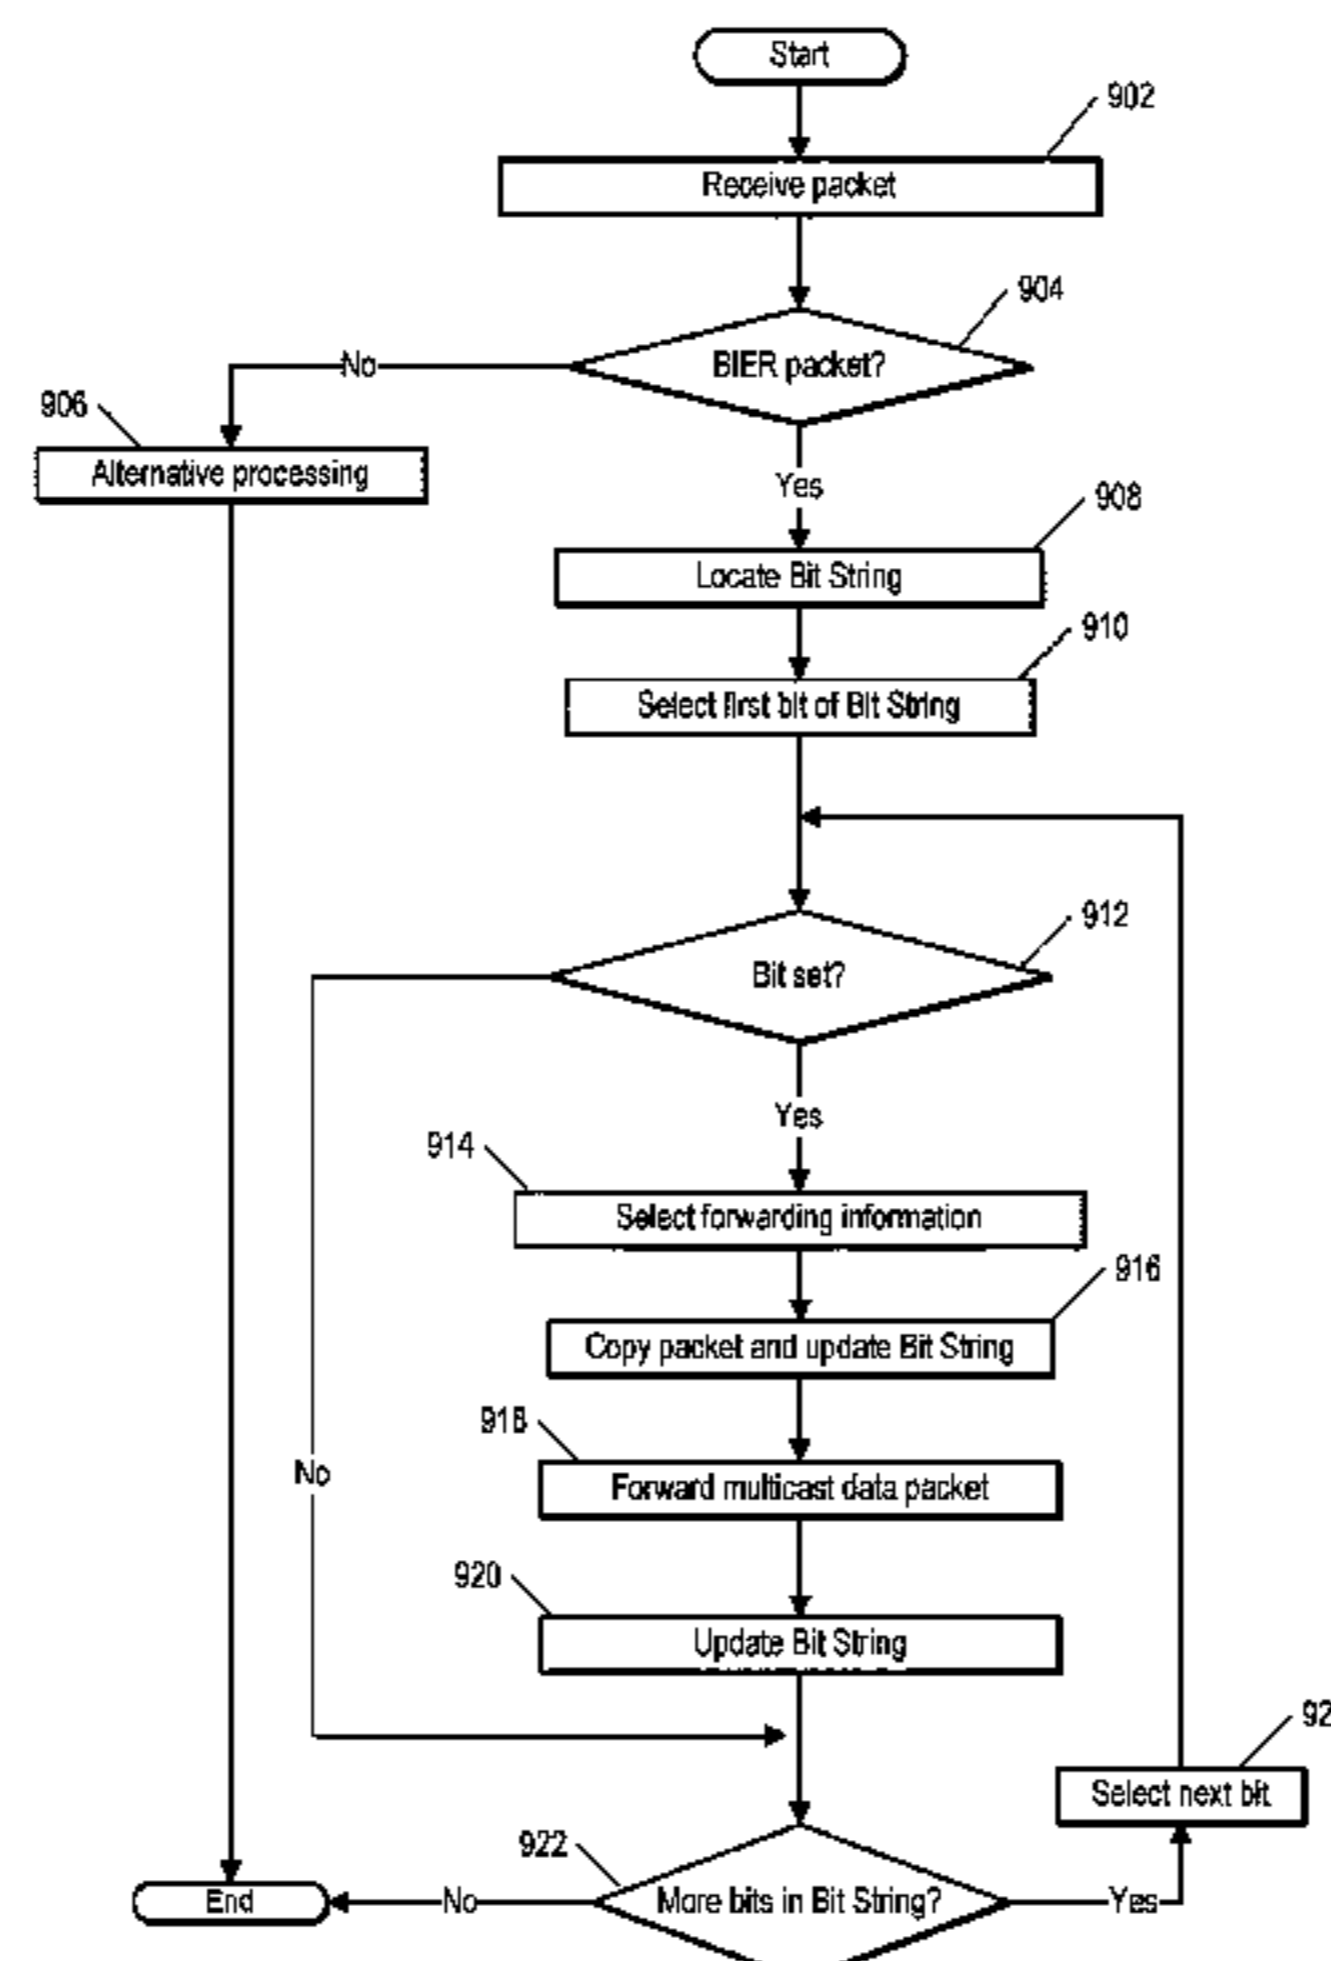 Start
902
Receive packet
904
BIER packet?
No
906
Alternative processing
Yes
908
Locate Bit String
910
Select first bit of Bit String
912
Bit set?
Yes
914
Select forwarding information
916
Copy packet and update Bit String
918
Forward multicast data packet
No
920
Update Bit String
92
Select next bit
922
More bits in Bit String?
No
Yes
End